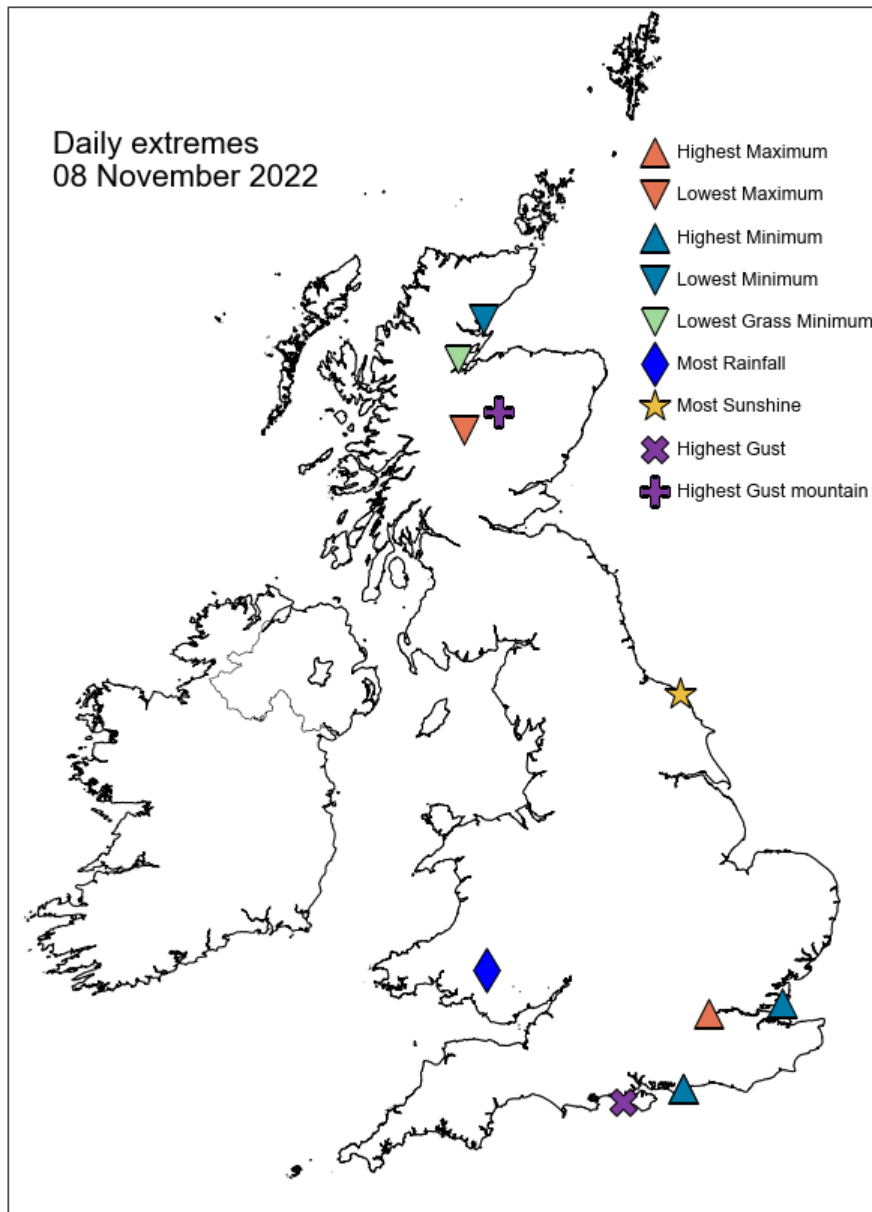 Daily extremes
08 November 2022
Highest Maximum
Lowest Maximum
Highest Minimum
Lowest Minimum
Lowest Grass Minimum
Most Rainfall
Most Sunshine
Highest Gust
Highest Gust mountain